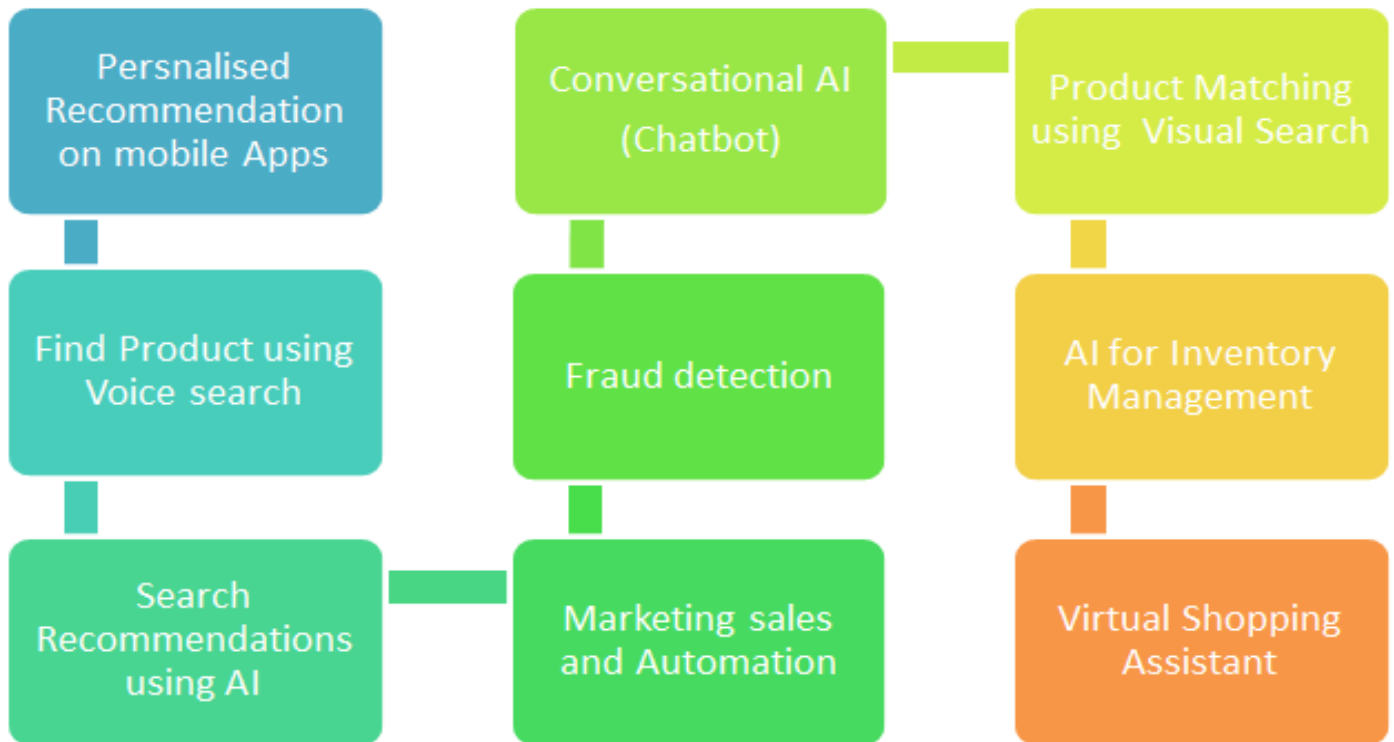 Persnalised
Recommendation
on mobile Apps
Find Product using
Voice search
Search
Recommendations
using AI
Marketing sales
and Automation
Fraud detection
Conversational AI
(Chatbot)
Product Matching
using  Visual Search
AI for Inventory
Management
Virtual Shopping
Assistant